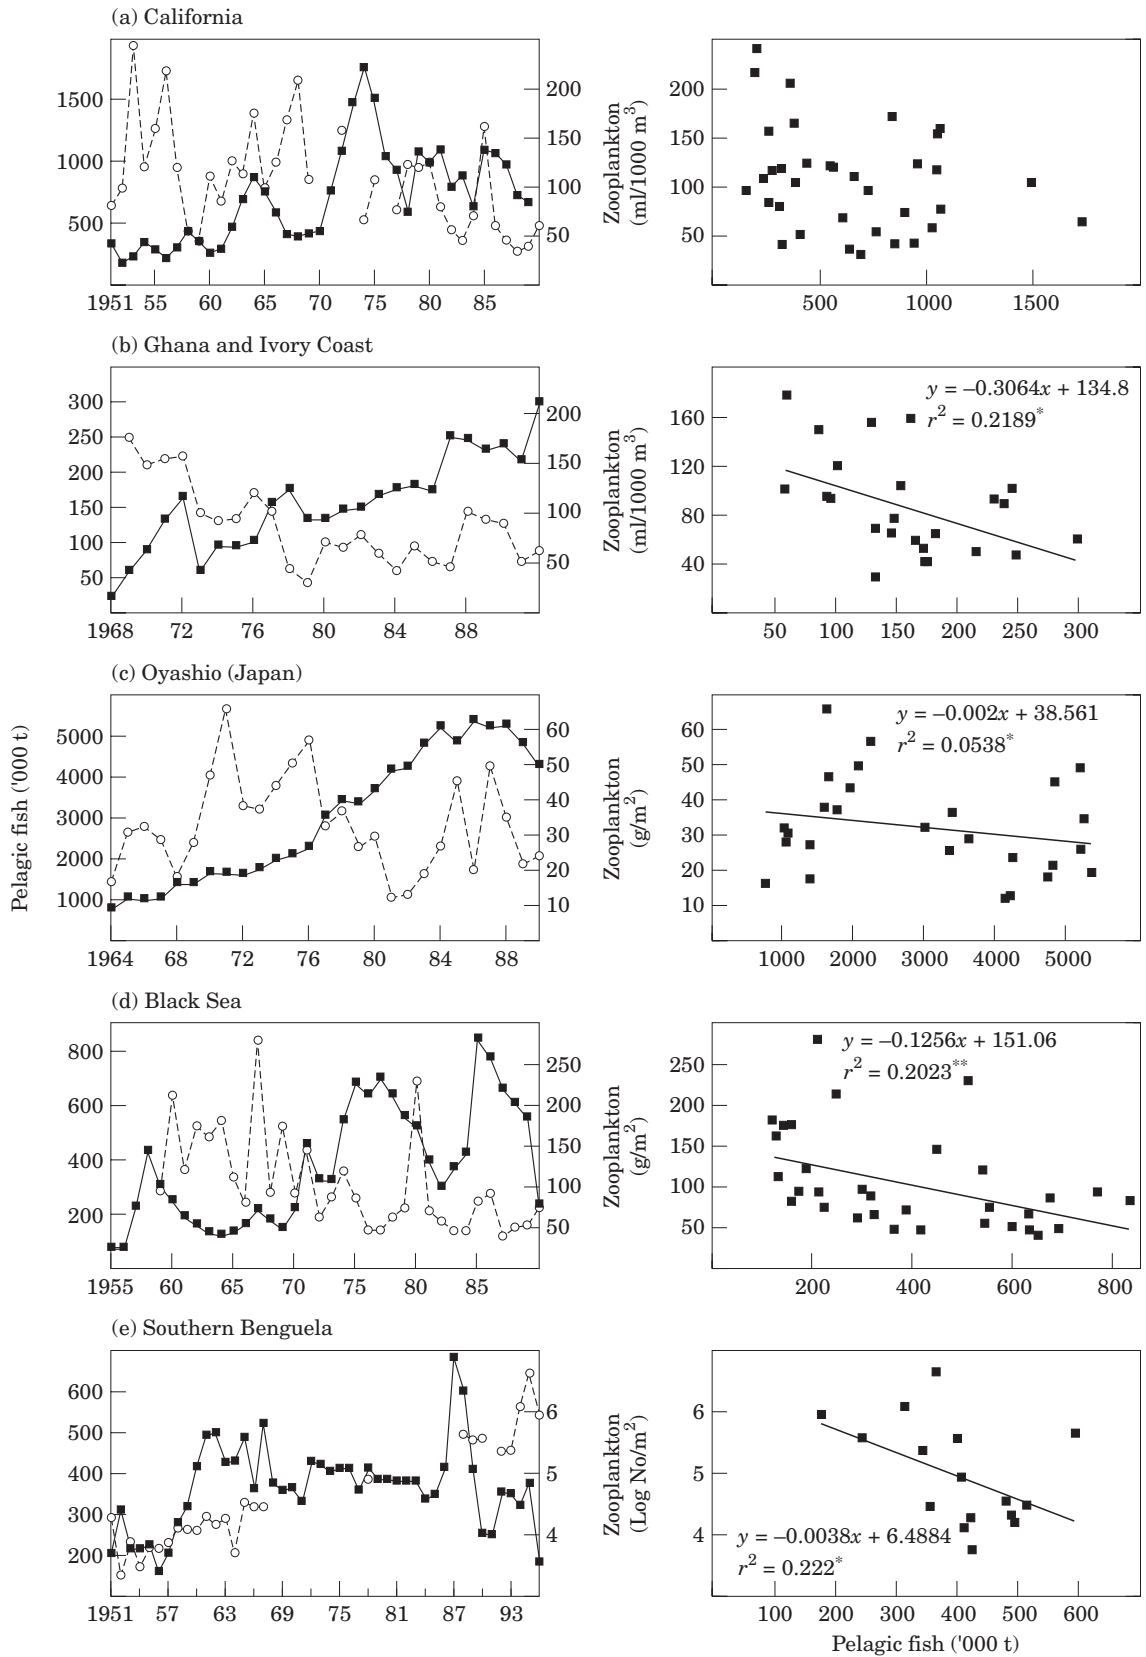 (a) California
1500
1000
500
200
150
100
50
1951 55 60 65 70 75 80 85
Zooplankton
(ml/1000 m³)
200
150
100
50
500 1000 1500
(b) Ghana and Ivory Coast
300
250
200
150
100
50
200
150
100
50
1968 72 76 80 84 88
Zooplankton
(ml/1000 m³)
160
120
80
40
y = –0.3064x + 134.8
r² = 0.2189*
50 100 150 200 250 300
(c) Oyashio (Japan)
Pelagic fish ('000 t)
5000
4000
3000
2000
1000
60
50
40
30
20
10
1964 68 72 76 80 84 88
Zooplankton
(g/m²)
60
50
40
30
20
10
y = –0.002x + 38.561
r² = 0.0538*
1000 2000 3000 4000 5000
(d) Black Sea
800
600
400
200
250
200
150
100
50
1955 60 65 70 75 80 85
Zooplankton
(g/m²)
250
200
150
100
50
y = –0.1256x + 151.06
r² = 0.2023**
200 400 600 800
(e) Southern Benguela
600
500
400
300
200
6
5
4
1951 57 63 69 75 81 87 93
Zooplankton
(Log No/m²)
6
5
4
y = –0.0038x + 6.4884
r² = 0.222*
100 200 300 400 500 600
Pelagic fish ('000 t)